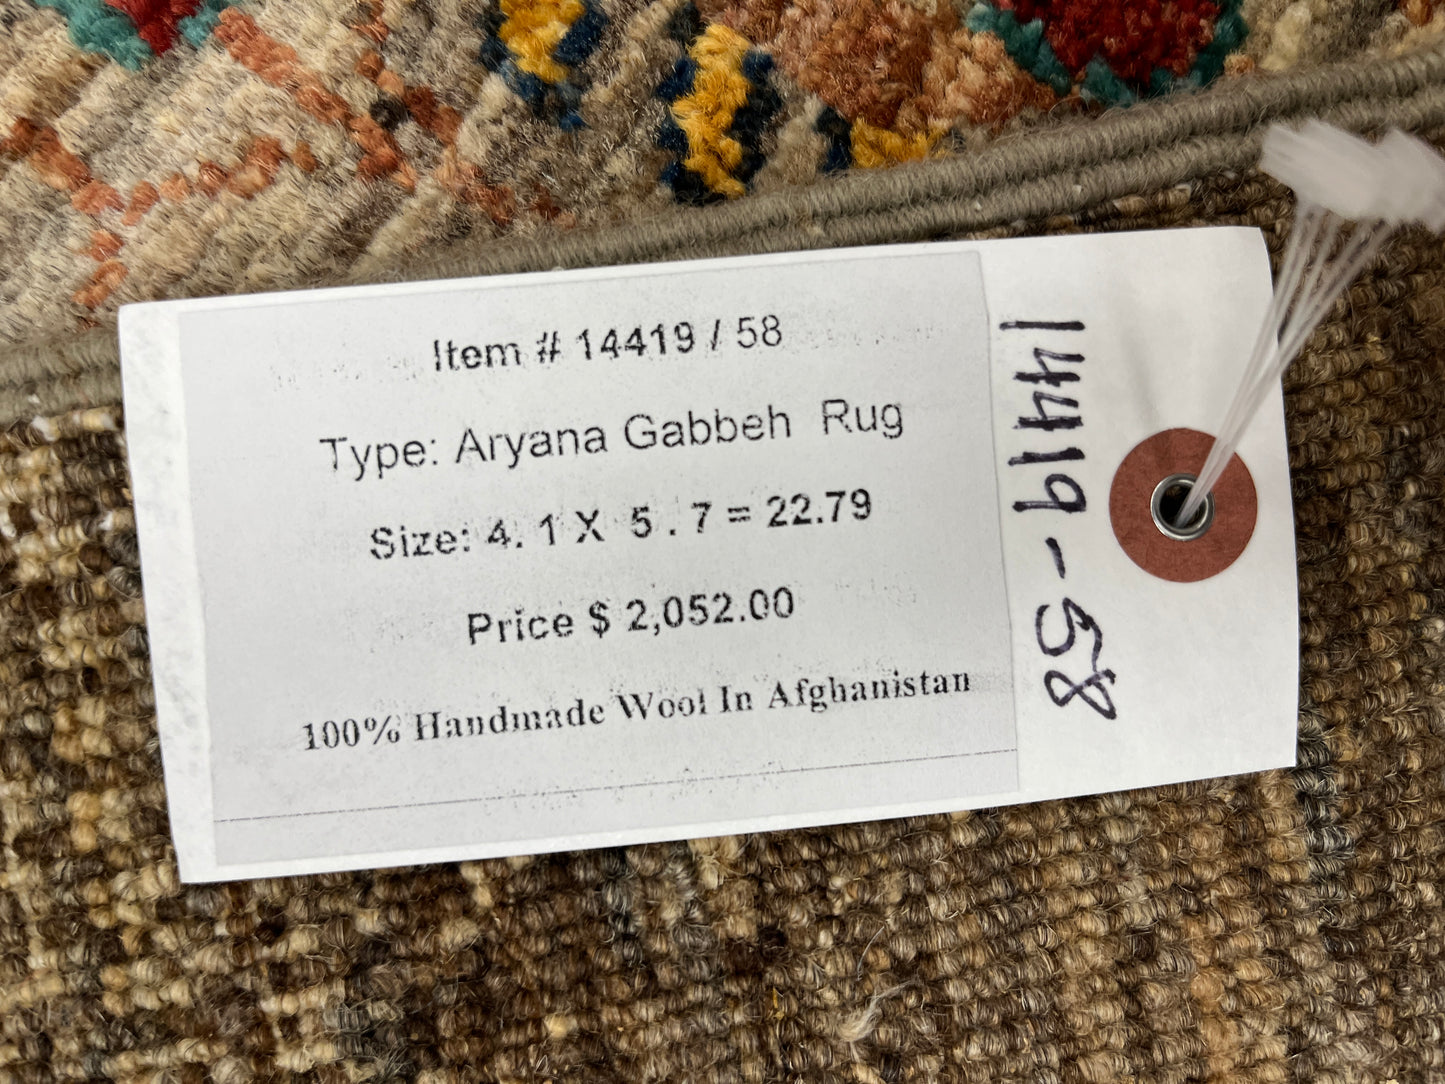 Item # 14419 / 58
Type: Aryana Gabbeh Rug
Size: 4. 1 X 5 . 7 = 22.79
Price $ 2,052.00
100% Handmade Wool In Afghanistan
14419-58